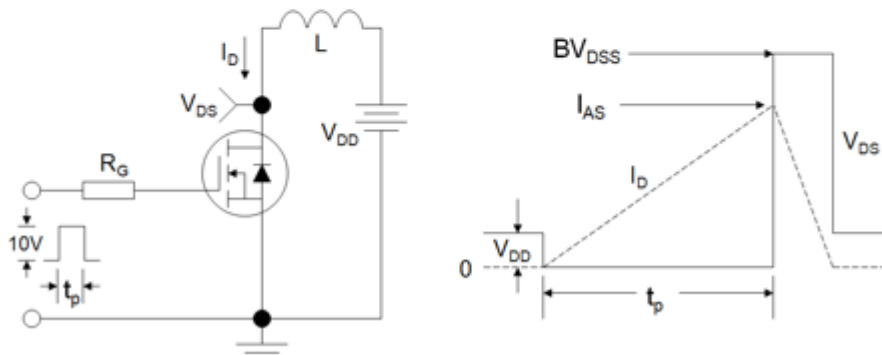 I_D
L
V_DS
V_DD
R_G
10V
t_p
BV_DSS
I_AS
V_DS
I_D
V_DD
0
t_p